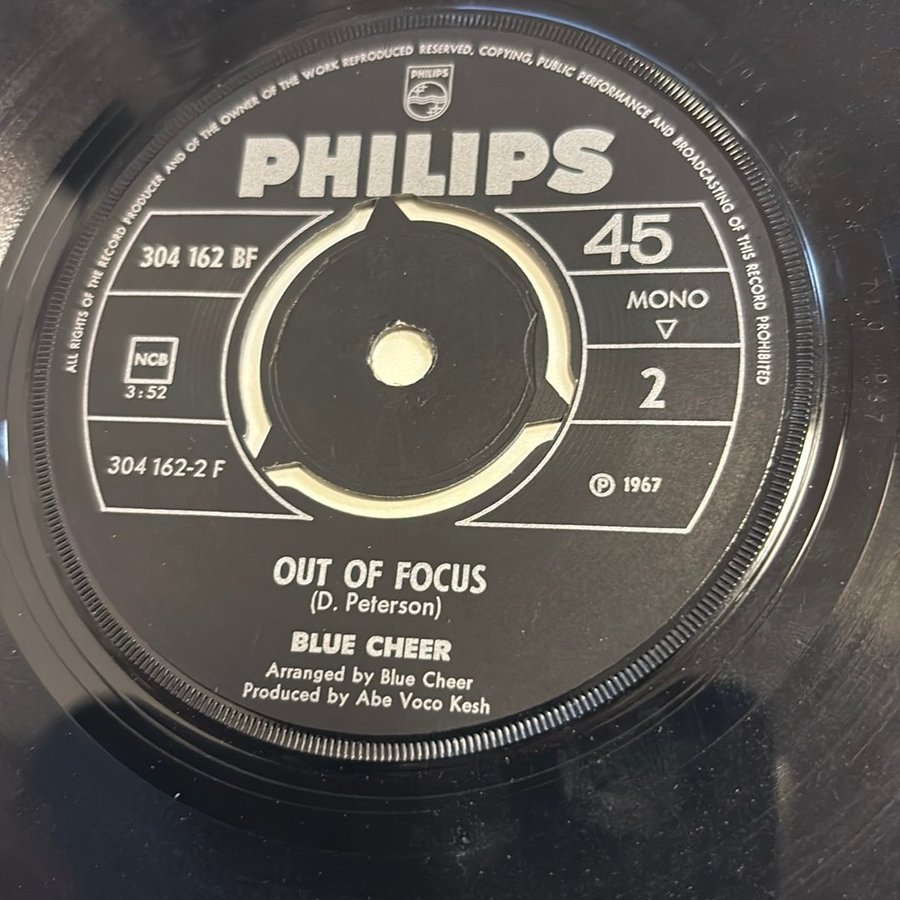 ALL RIGHTS OF THE RECORD PRODUCER AND OF THE OWNER OF THE WORK REPRODUCED RESERVED, COPYING, PUBLIC PERFORMANCE AND BROADCASTING OF THIS RECORD PROHIBITED
PHILIPS
PHILIPS
304 162 BF
45
MONO
NCB
3:52
2
304 162-2 F
℗ 1967
OUT OF FOCUS
(D. Peterson)
BLUE CHEER
Arranged by Blue Cheer
Produced by Abe Voco Kesh